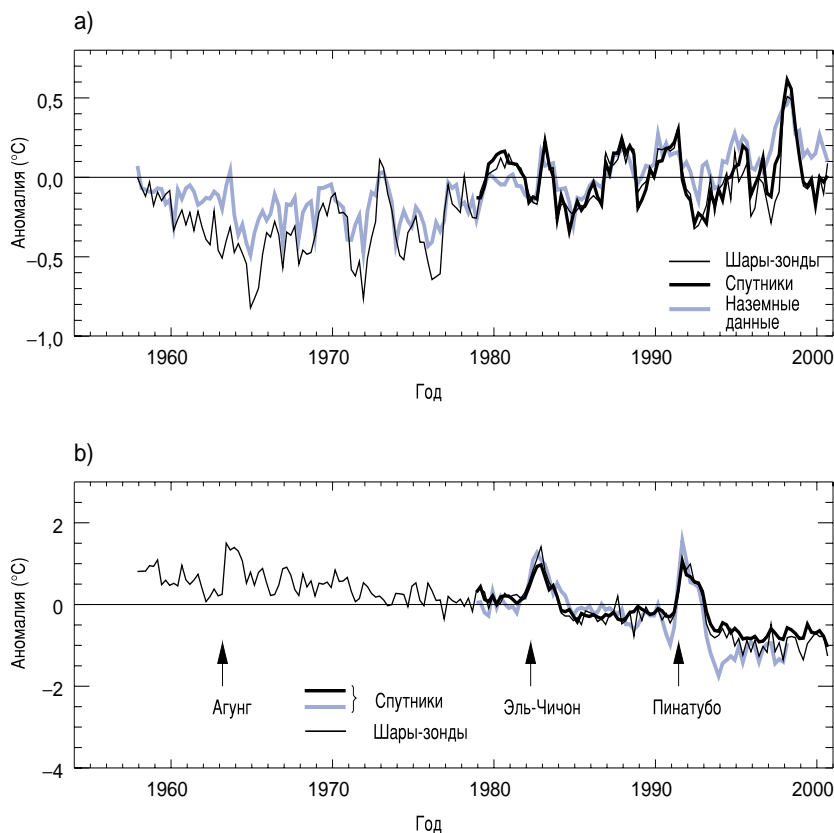 а)
Аномалия (°C)
0,5
0,0
–0,5
–1,0
Шары-зонды
Спутники
Наземные
данные
1960 1970 1980 1990 2000
Год
b)
Аномалия (°C)
2
0
–2
–4
Агунг
Эль-Чичон
Пинатубо
Спутники
Шары-зонды
1960 1970 1980 1990 2000
Год